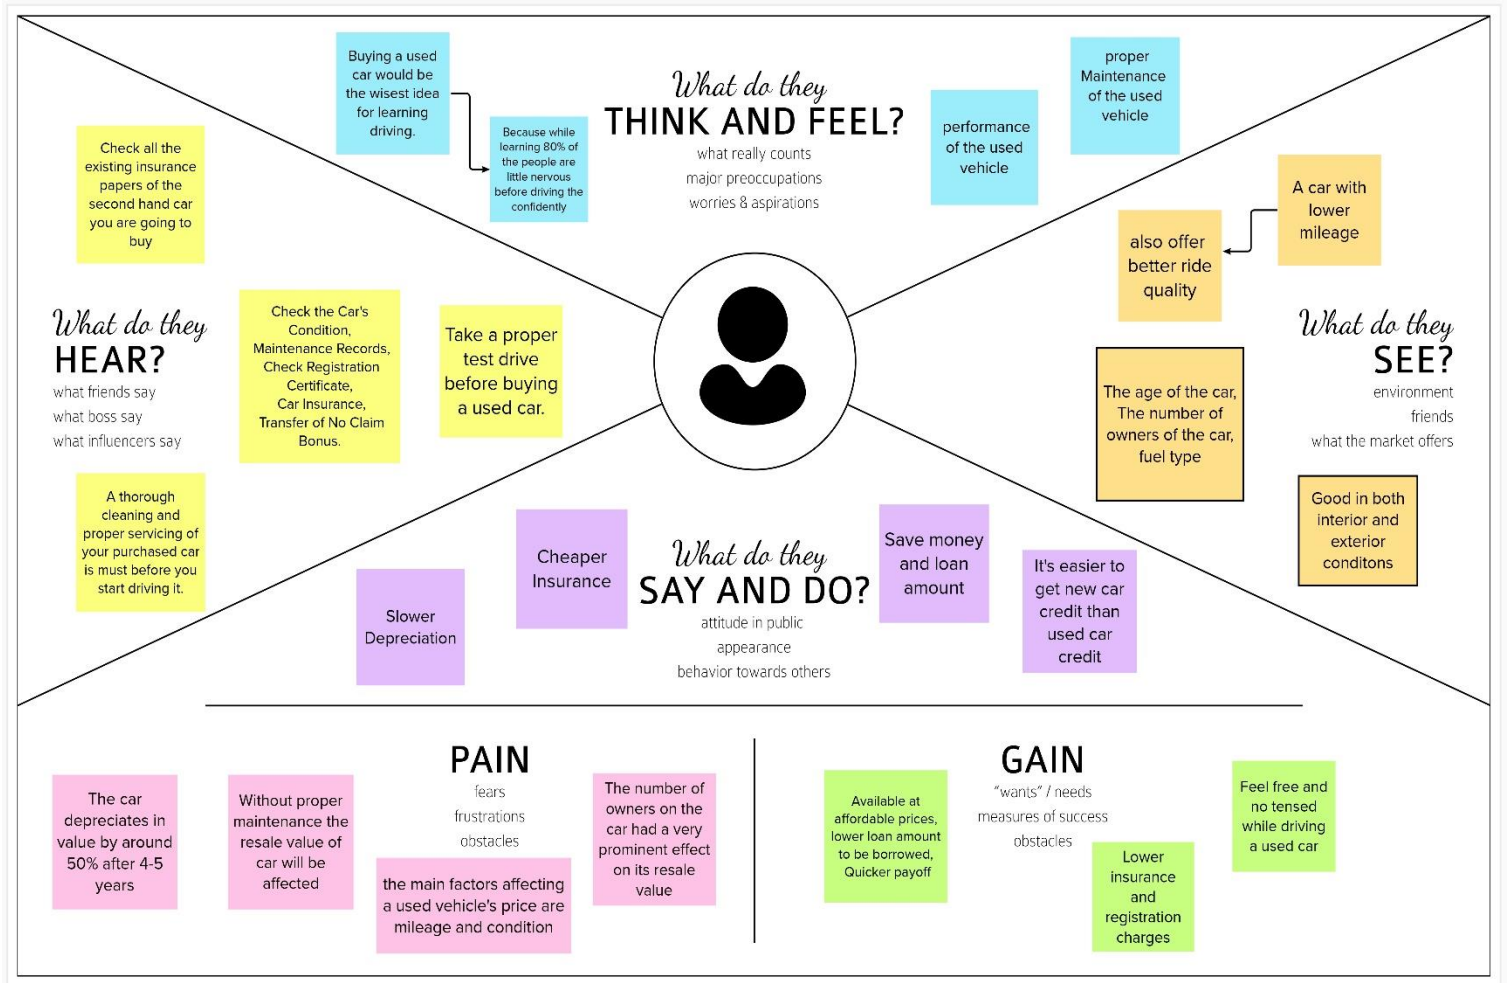 Buying a used
car would be
the wisest idea
for learning
driving.
Because while
learning 80% of
the people are
little nervous
before driving the
confidently
What do they
THINK AND FEEL?
what really counts
major preoccupations
worries & aspirations
performance
of the used
vehicle
proper
Maintenance
of the used
vehicle
Check all the
existing insurance
papers of the
second hand car
you are going to
buy
What do they
HEAR?
what friends say
what boss say
what influencers say
Check the Car's
Condition,
Maintenance Records,
Check Registration
Certificate,
Car Insurance,
Transfer of No Claim
Bonus.
Take a proper
test drive
before buying
a used car.
A thorough
cleaning and
proper servicing of
your purchased car
is must before you
start driving it.
A car with
lower
mileage
also offer
better ride
quality
What do they
SEE?
environment
friends
what the market offers
The age of the car,
The number of
owners of the car,
fuel type
Good in both
interior and
exterior
conditons
Slower
Depreciation
Cheaper
Insurance
What do they
SAY AND DO?
attitude in public
appearance
behavior towards others
Save money
and loan
amount
It's easier to
get new car
credit than
used car
credit
PAIN
fears
frustrations
obstacles
The car
depreciates in
value by around
50% after 4-5
years
Without proper
maintenance the
resale value of
car will be
affected
the main factors affecting
a used vehicle's price are
mileage and condition
The number of
owners on the
car had a very
prominent effect
on its resale
value
GAIN
"wants" / needs
measures of success
obstacles
Available at
affordable prices,
lower loan amount
to be borrowed,
Quicker payoff
Lower
insurance
and
registration
charges
Feel free and
no tensed
while driving
a used car